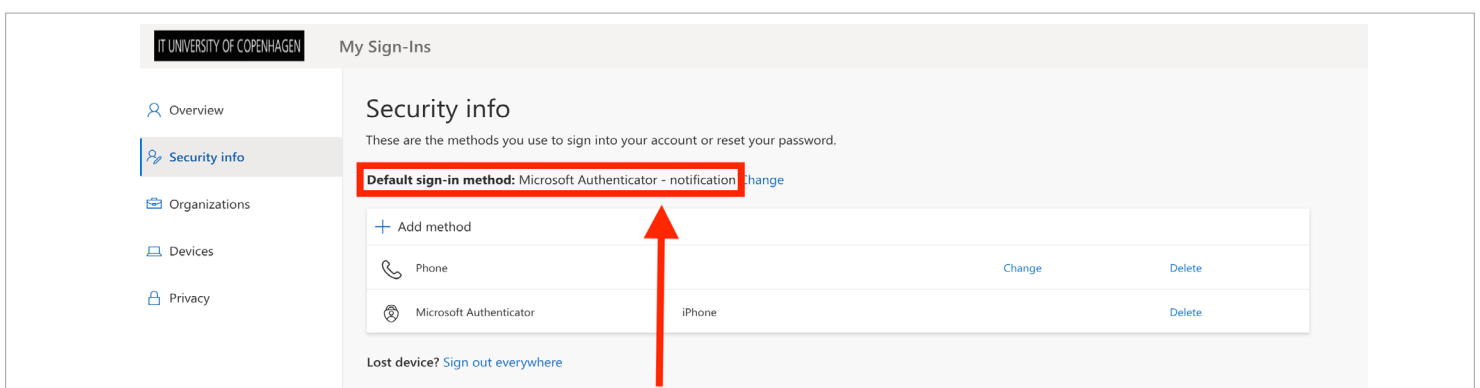 IT UNIVERSITY OF COPENHAGEN My Sign-Ins
Overview
Security info
Organizations
Devices
Privacy
Security info
These are the methods you use to sign into your account or reset your password.
Default sign-in method: Microsoft Authenticator - notification Change
Add method
Phone Change Delete
Microsoft Authenticator iPhone Delete
Lost device? Sign out everywhere